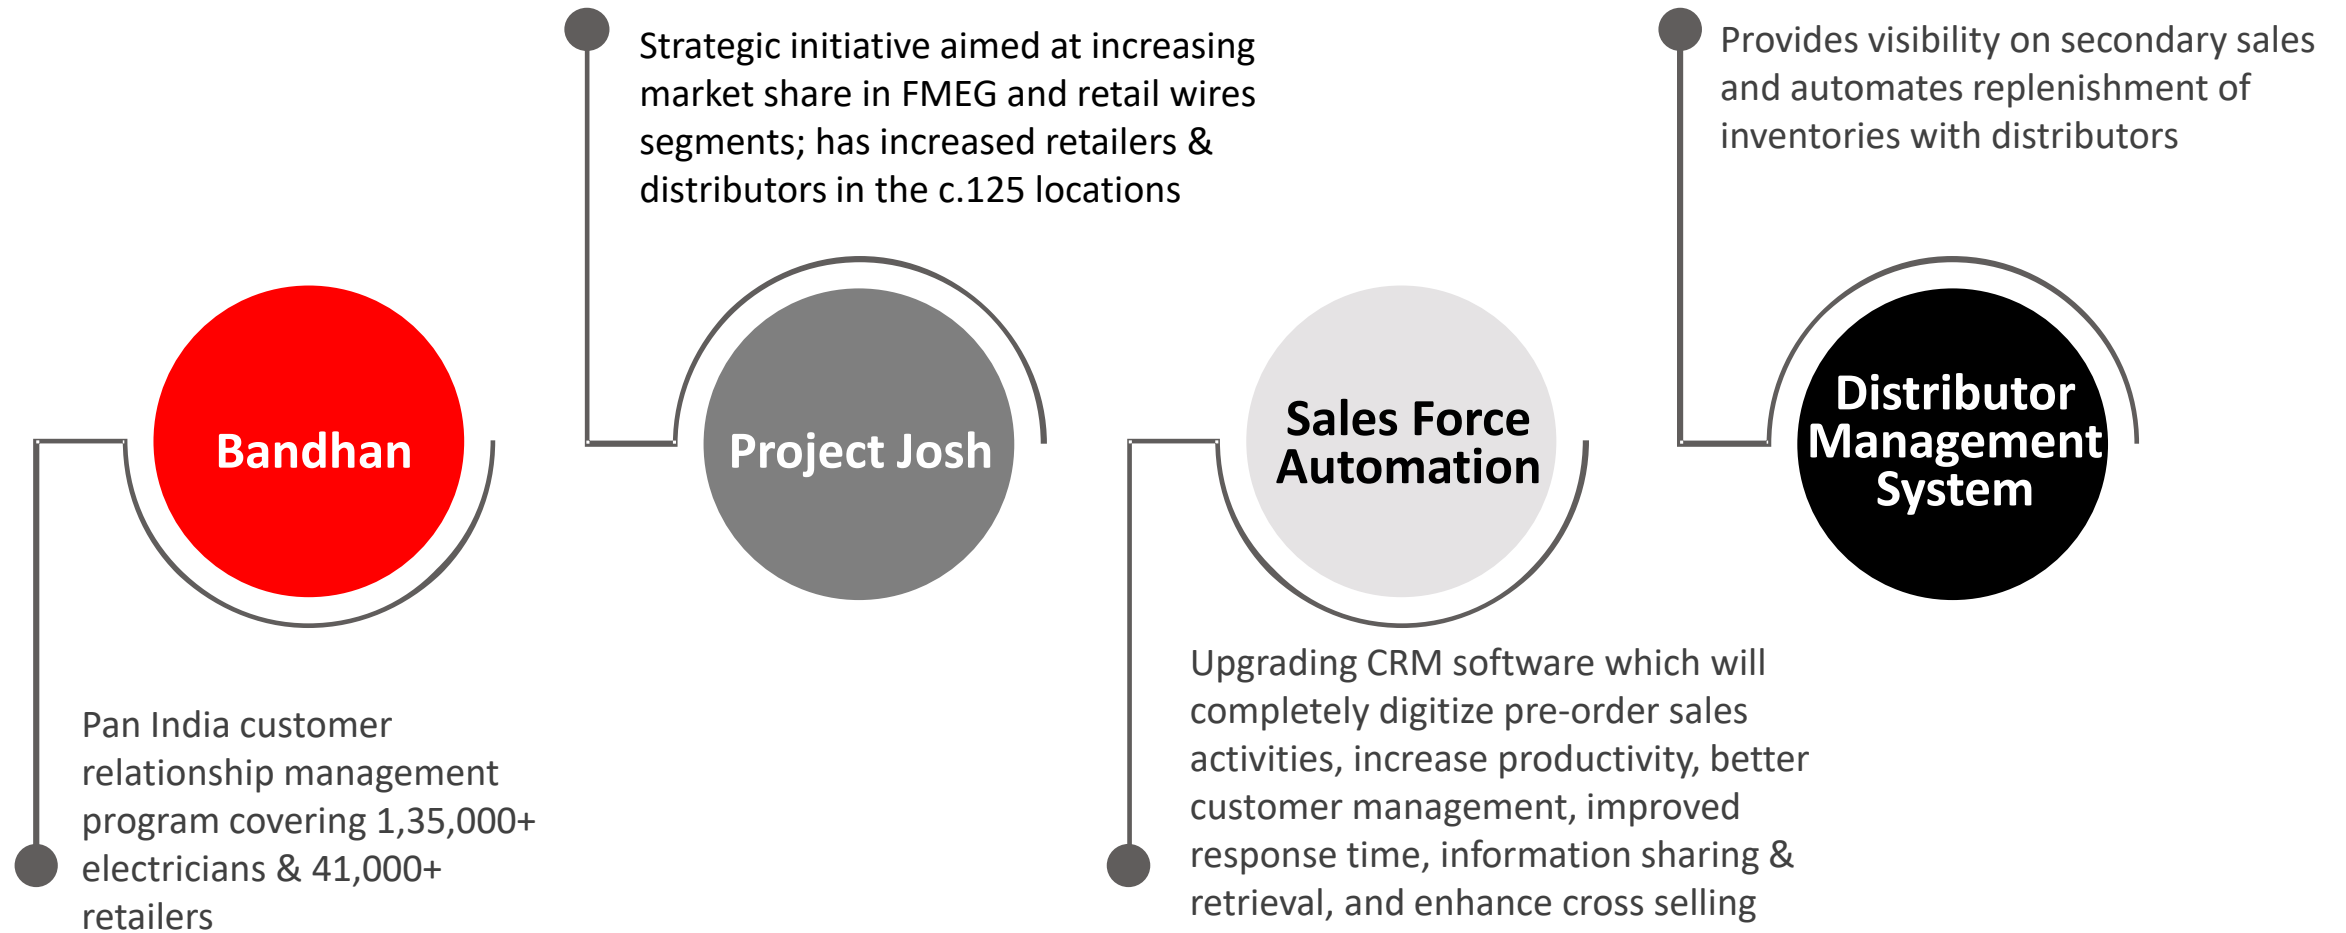 Strategic initiative aimed at increasing
market share in FMEG and retail wires
segments; has increased retailers &
distributors in the c.125 locations
Provides visibility on secondary sales
and automates replenishment of
inventories with distributors
Bandhan
Project Josh
Sales Force
Automation
Distributor
Management
System
Pan India customer
relationship management
program covering 1,35,000+
electricians & 41,000+
retailers
Upgrading CRM software which will
completely digitize pre-order sales
activities, increase productivity, better
customer management, improved
response time, information sharing &
retrieval, and enhance cross selling